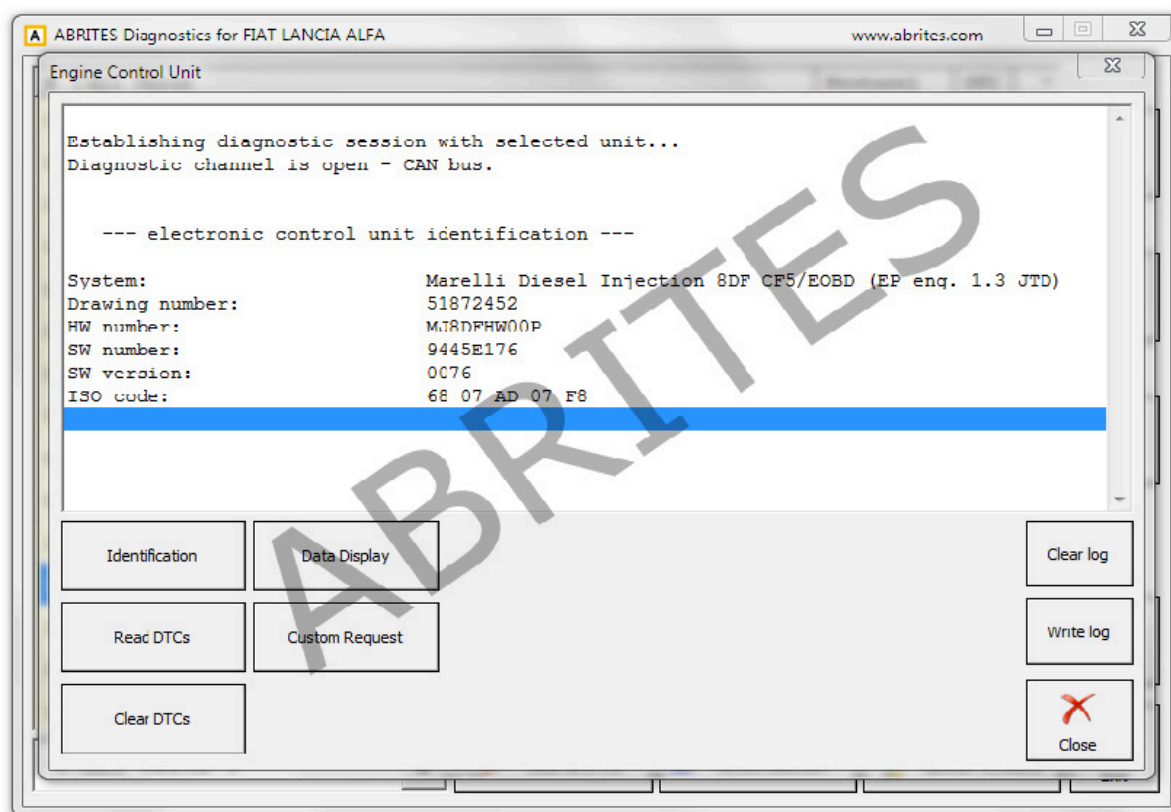 ABRITES Diagnostics for FIAT LANCIA ALFA www.abrites.com
Engine Control Unit
Establishing diagnostic session with selected unit...
Diagnostic channel is open - CAN bus.
--- electronic control unit identification ---
System: Marelli Diesel Injection 8DF CF5/EOBD (EP eng. 1.3 JTD)
Drawing number: 51872452
HW number: MJ8DFHW00P
SW number: 9445E176
SW version: 0076
ISO code: 68 07 AD 07 F8
ABRITES
Identification Data Display Clear log
Read DTCs Custom Request Write log
Clear DTCs Close